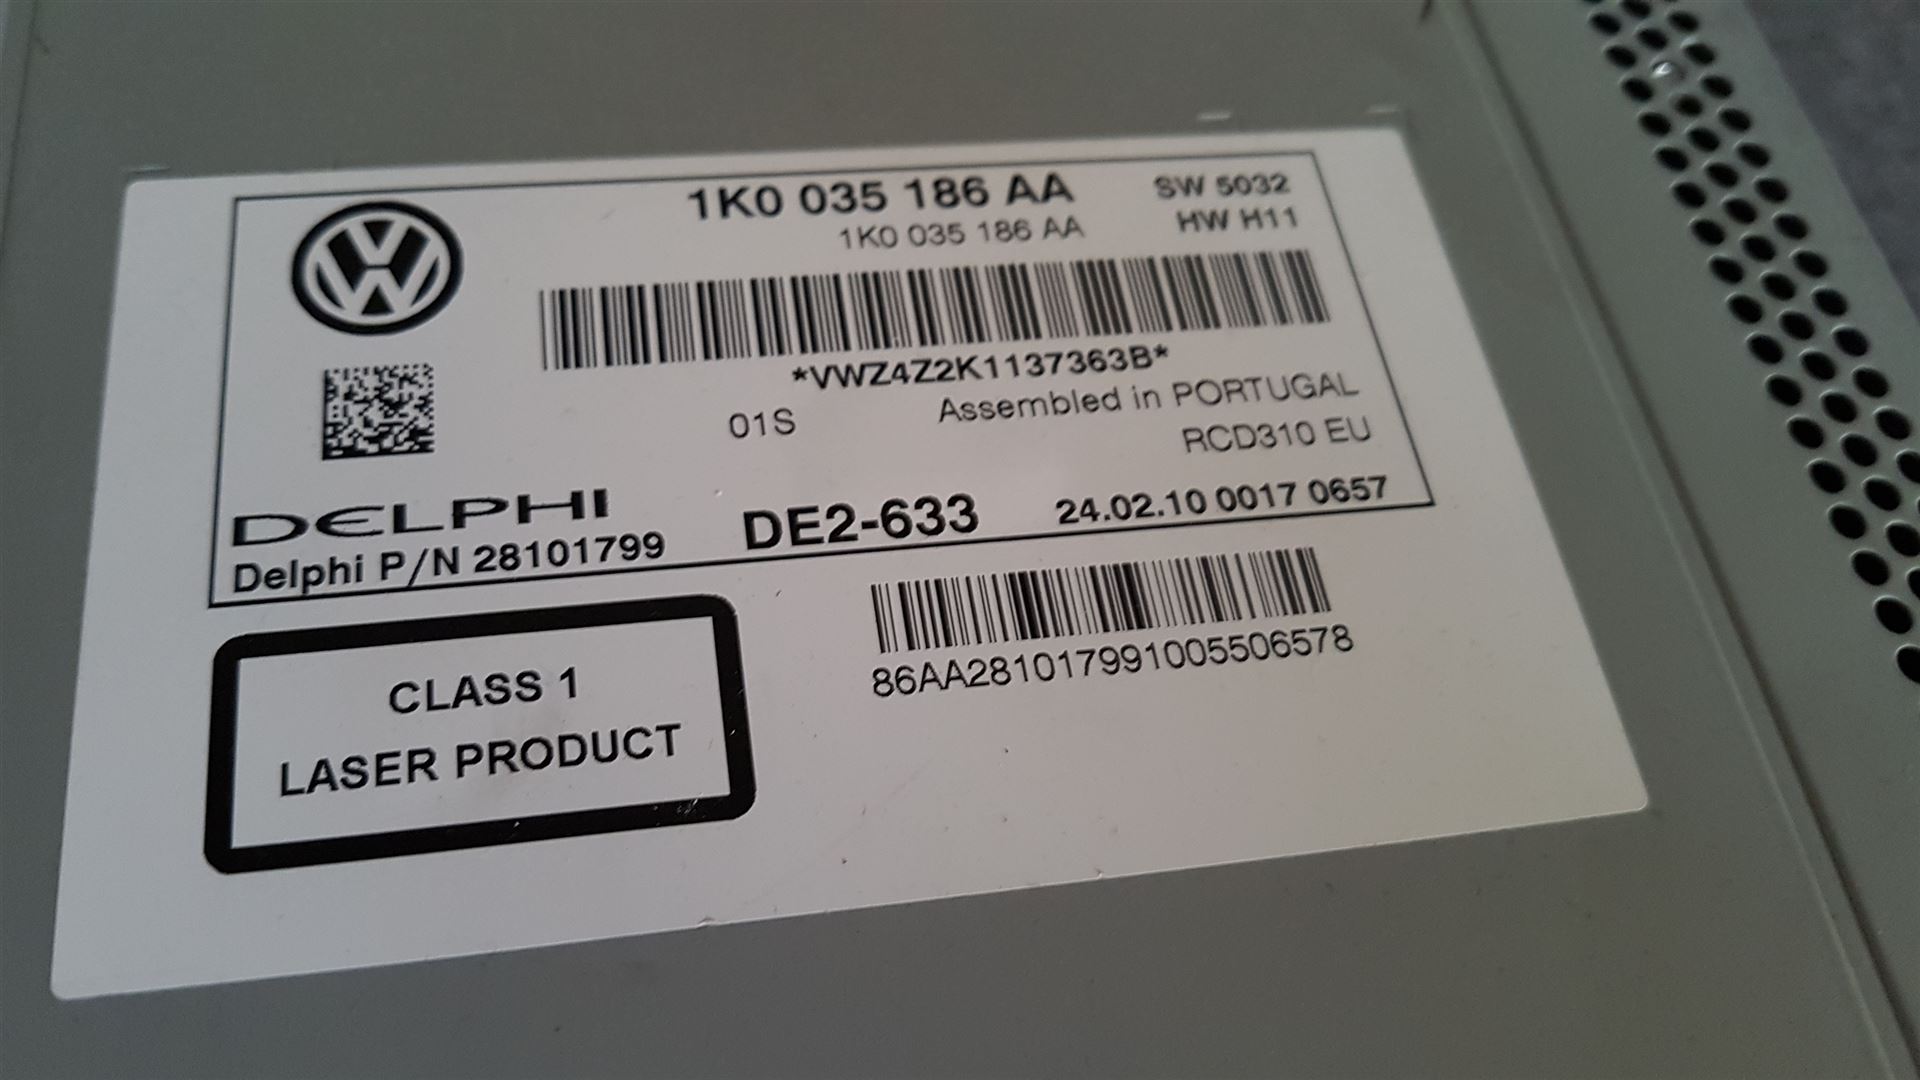 1K0 035 186 AA
SW 5032
1K0 035 186 AA
HW H11
*VWZ4Z2K1137363B*
01S
Assembled in PORTUGAL
RCD310 EU
DELPHI
Delphi P/N 28101799
DE2-633
24.02.10 0017 0657
CLASS 1
LASER PRODUCT
86AA281017991005506578